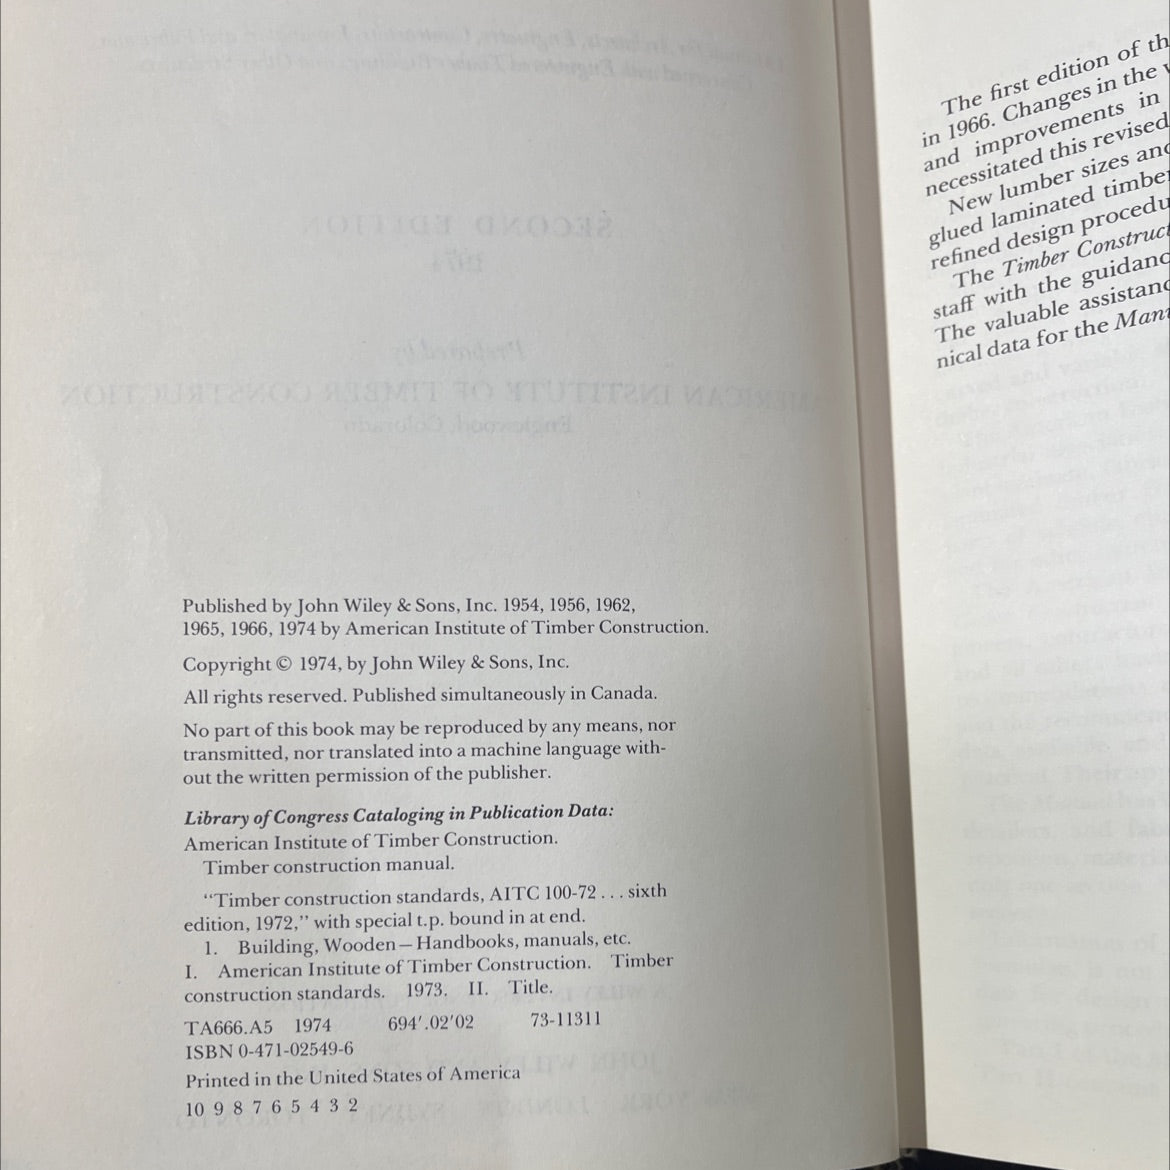 Published by John Wiley & Sons, Inc. 1954, 1956, 1962,
1965, 1966, 1974 by American Institute of Timber Construction.
Copyright © 1974, by John Wiley & Sons, Inc.
All rights reserved. Published simultaneously in Canada.
No part of this book may be reproduced by any means, nor
transmitted, nor translated into a machine language with-
out the written permission of the publisher.
Library of Congress Cataloging in Publication Data:
American Institute of Timber Construction.
Timber construction manual.
“Timber construction standards, AITC 100-72 . . . sixth
edition, 1972,” with special t.p. bound in at end.
1. Building, Wooden—Handbooks, manuals, etc.
I. American Institute of Timber Construction. Timber
construction standards. 1973. II. Title.
TA666.A5 1974 694′.02′02 73-11311
ISBN 0-471-02549-6
Printed in the United States of America
10 9 8 7 6 5 4 3 2
The first edition of th
in 1966. Changes in the
and improvements in
necessitated this revised
New lumber sizes and
glued laminated timber
refined design procedu
The Timber Construct
staff with the guidanc
The valuable assistanc
nical data for the Man